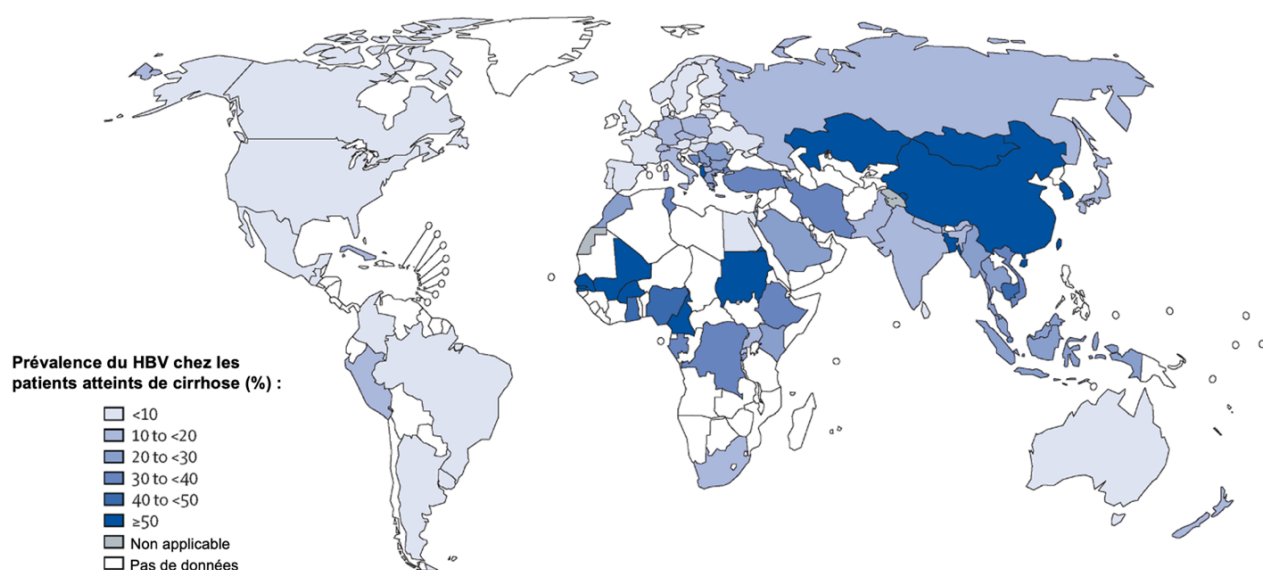 Prévalence du HBV chez les
patients atteints de cirrhose (%) :
<10
10 to <20
20 to <30
30 to <40
40 to <50
≥50
Non applicable
Pas de données